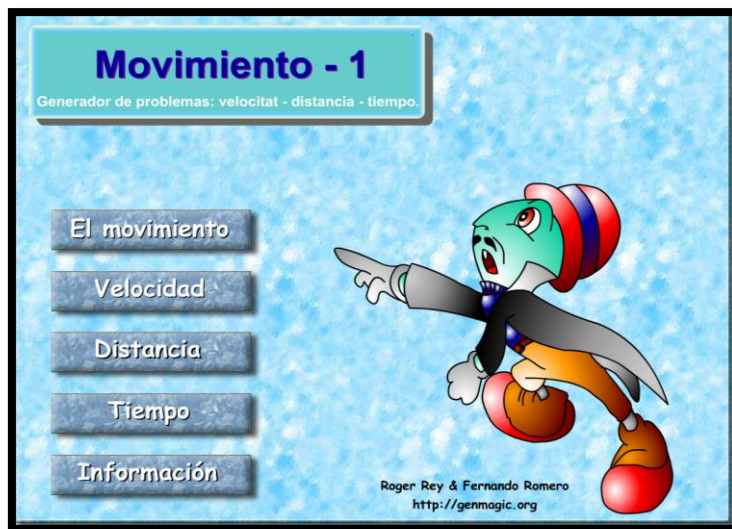 Movimiento - 1
Generador de problemas: velocitat - distancia - tiempo.
El movimiento
Velocidad
Distancia
Tiempo
Información
Roger Rey & Fernando Romero
http://genmagic.org